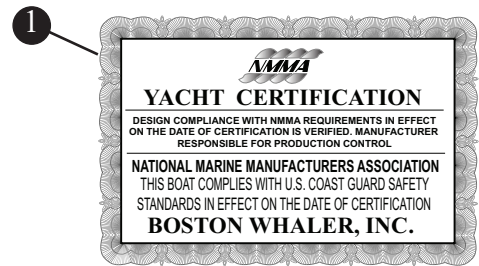 1
NMMA
YACHT CERTIFICATION
DESIGN COMPLIANCE WITH NMMA REQUIREMENTS IN EFFECT
ON THE DATE OF CERTIFICATION IS VERIFIED. MANUFACTURER
RESPONSIBLE FOR PRODUCTION CONTROL
NATIONAL MARINE MANUFACTURERS ASSOCIATION
THIS BOAT COMPLIES WITH U.S. COAST GUARD SAFETY
STANDARDS IN EFFECT ON THE DATE OF CERTIFICATION
BOSTON WHALER, INC.